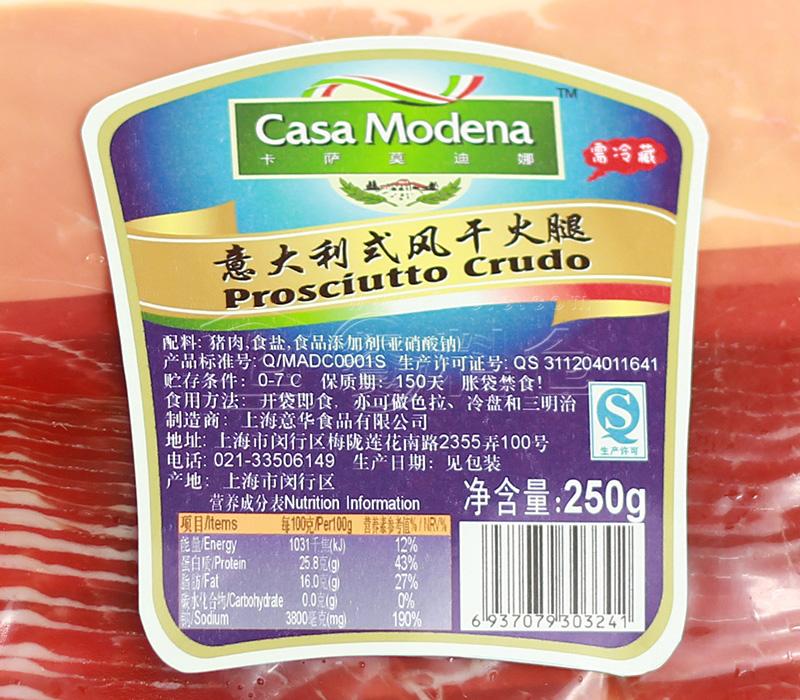 Casa Modena TM
卡萨莫迪娜
需冷藏
意大利式风干火腿
Prosciutto Crudo
配料: 猪肉,食盐,食品添加剂(亚硝酸钠)
产品标准号: Q/MADC0001S 生产许可证号: QS 311204011641
贮存条件: 0-7℃ 保质期: 150天 胀袋禁食!
食用方法: 开袋即食, 亦可做色拉、冷盘和三明治
制造商: 上海意华食品有限公司
地址: 上海市闵行区梅陇莲花南路2355弄100号
电话: 021-33506149 生产日期: 见包装
产地: 上海市闵行区
生产许可
净含量:250g
营养成分表Nutrition Information
项目/Items 每100克/Per100g 营养素参考值%/NRV%
能量/Energy 1031千焦(kJ) 12%
蛋白质/Protein 25.8克(g) 43%
脂肪/Fat 16.0克(g) 27%
碳水化合物/Carbohydrate 0.0克(g) 0%
钠/Sodium 3800毫克(mg) 190%
6 937079 303241